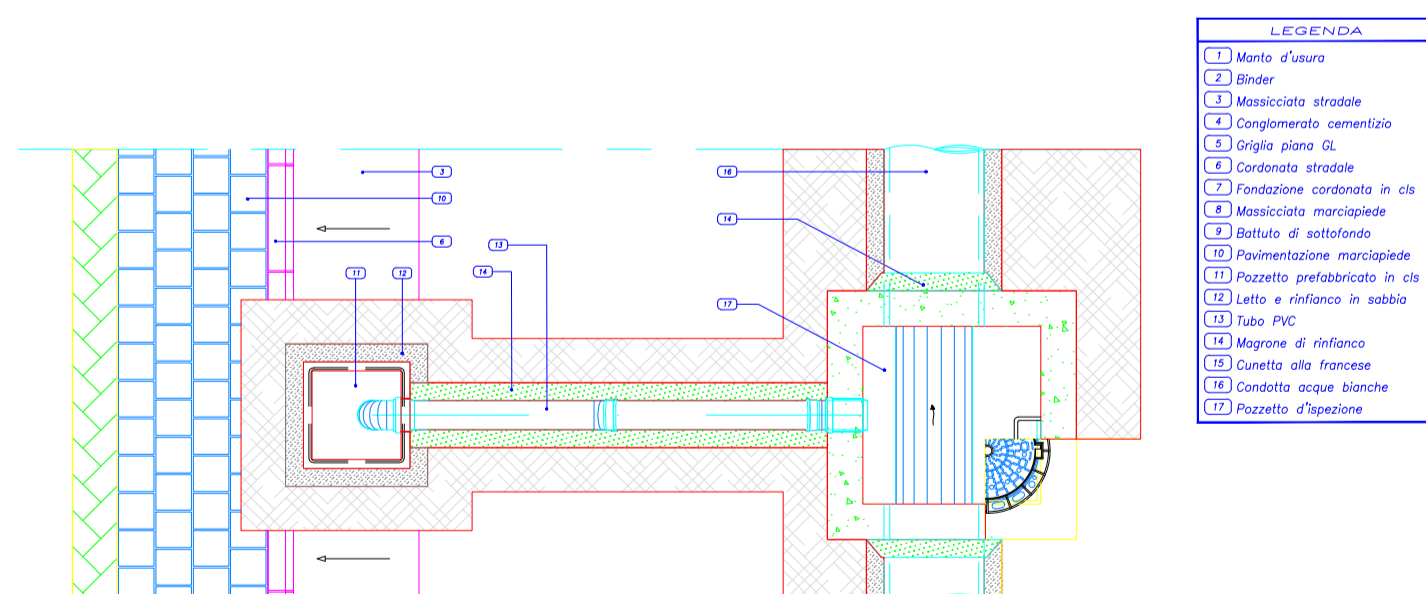 LEGENDA
1 Manto d'usura
2 Binder
3 Massicciata stradale
4 Conglomerato cementizio
5 Griglia piana GL
6 Cordonata stradale
7 Fondazione cordonata in cls
8 Massicciata marciapiede
9 Battuto di sottofondo
10 Pavimentazione marciapiede
11 Pozzetto prefabbricato in cls
12 Letto e rinfianco in sabbia
13 Tubo PVC
14 Magrone di rinfianco
15 Cunetta alla francese
16 Condotta acque bianche
17 Pozzetto d'ispezione
3
16
10
14
6
13
11
12
14
17